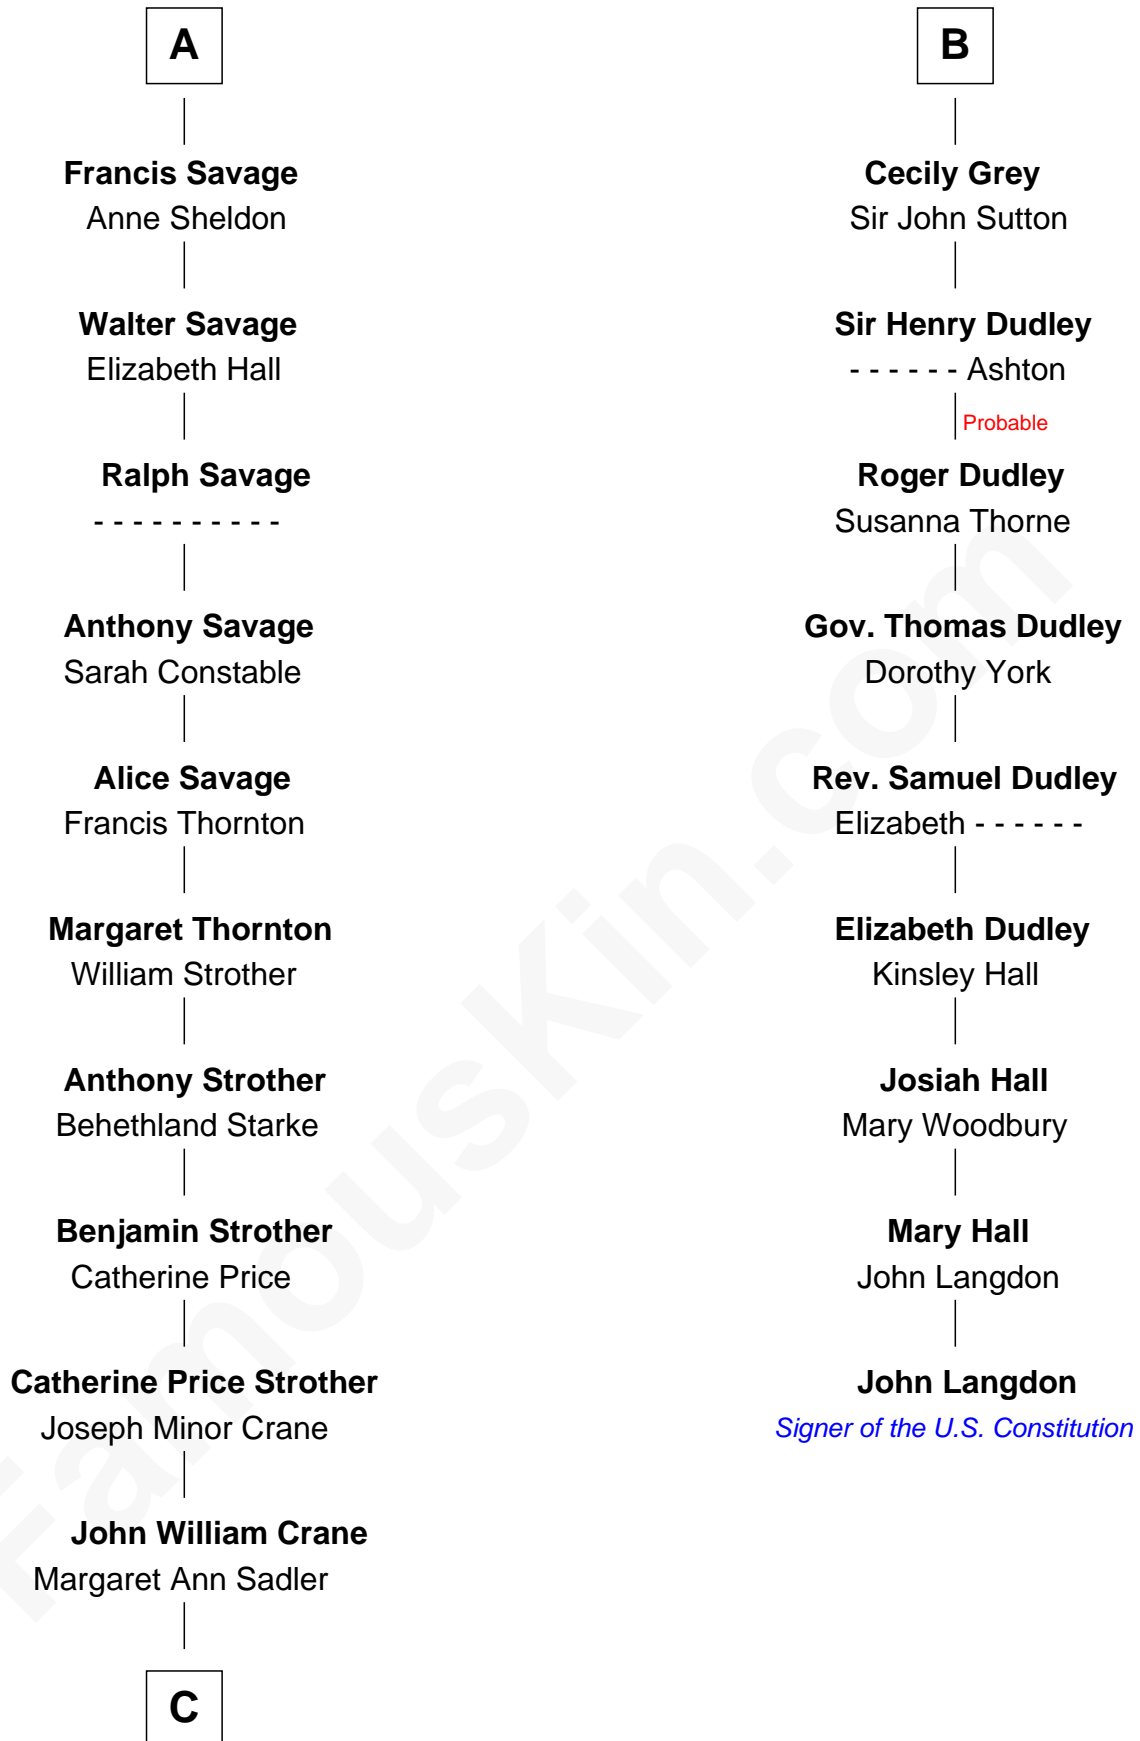 A
Francis Savage
Anne Sheldon
Walter Savage
Elizabeth Hall
Ralph Savage
- - - - - - - - - -
Anthony Savage
Sarah Constable
Alice Savage
Francis Thornton
Margaret Thornton
William Strother
Anthony Strother
Behethland Starke
Benjamin Strother
Catherine Price
Catherine Price Strother
Joseph Minor Crane
John William Crane
Margaret Ann Sadler
C
B
Cecily Grey
Sir John Sutton
Sir Henry Dudley
- - - - - - Ashton
Probable
Roger Dudley
Susanna Thorne
Gov. Thomas Dudley
Dorothy York
Rev. Samuel Dudley
Elizabeth - - - - - -
Elizabeth Dudley
Kinsley Hall
Josiah Hall
Mary Woodbury
Mary Hall
John Langdon
John Langdon
Signer of the U.S. Constitution
FamousKin.com